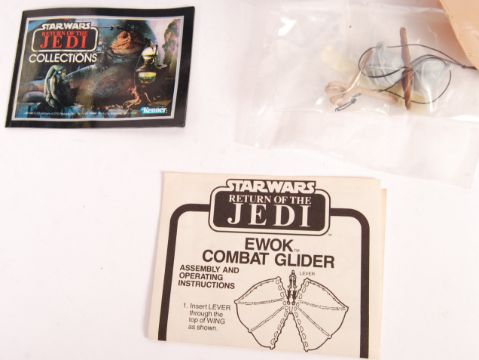 STAR WARS
RETURN OF THE
JEDI
COLLECTIONS
Kenner
STAR WARS
RETURN OF THE
JEDI
EWOK™
COMBAT GLIDER
ASSEMBLY AND
OPERATING
INSTRUCTIONS
LEVER
1. Insert LEVER
through the
top of WING
as shown.